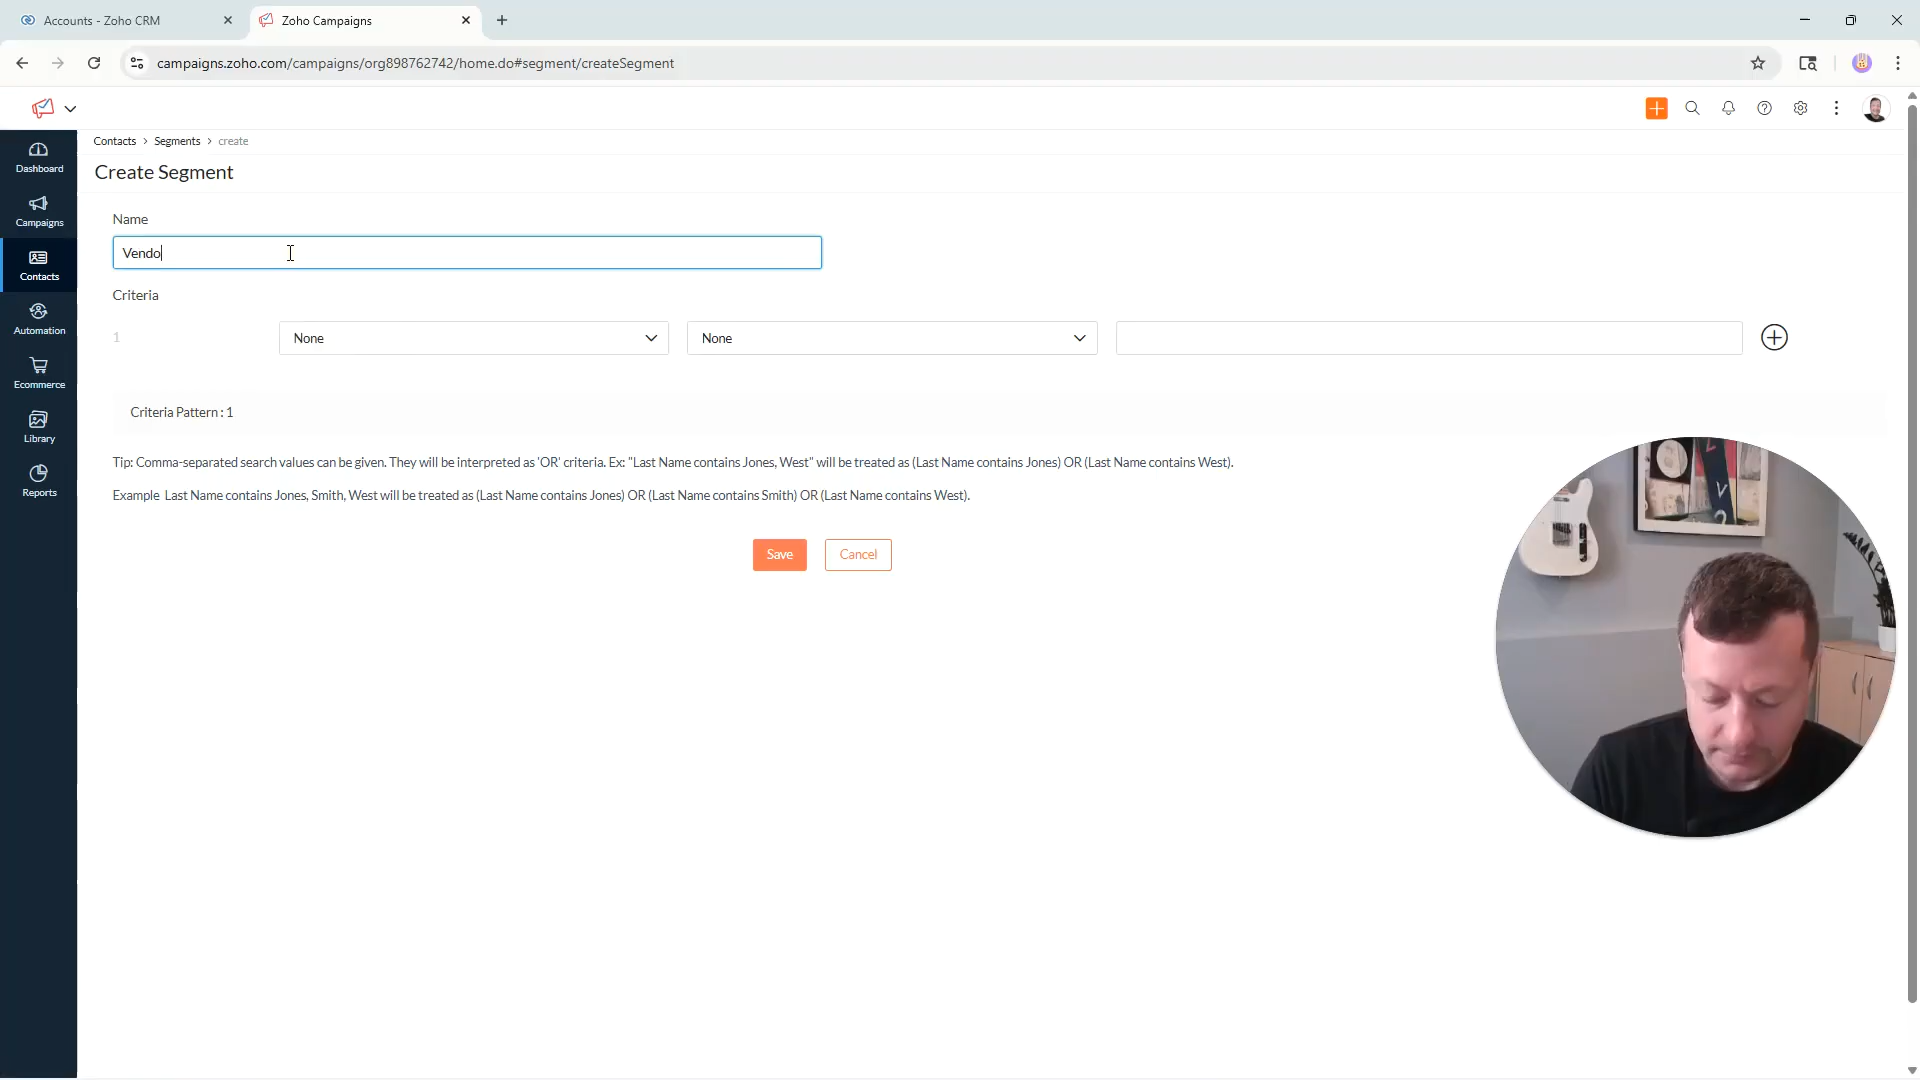 Accounts - Zoho CRM
Zoho Campaigns
campaigns.zoho.com/campaigns/org898762742/home.do#segment/createSegment
Dashboard
Campaigns
Contacts
Automation
Ecommerce
Library
Reports
Contacts > Segments > create
Create Segment
Name
Vendo
Criteria
1 None None
Criteria Pattern : 1
Tip: Comma-separated search values can be given. They will be interpreted as 'OR' criteria. Ex: "Last Name contains Jones, West" will be treated as (Last Name contains Jones) OR (Last Name contains West).
Example Last Name contains Jones, Smith, West will be treated as (Last Name contains Jones) OR (Last Name contains Smith) OR (Last Name contains West).
Save Cancel